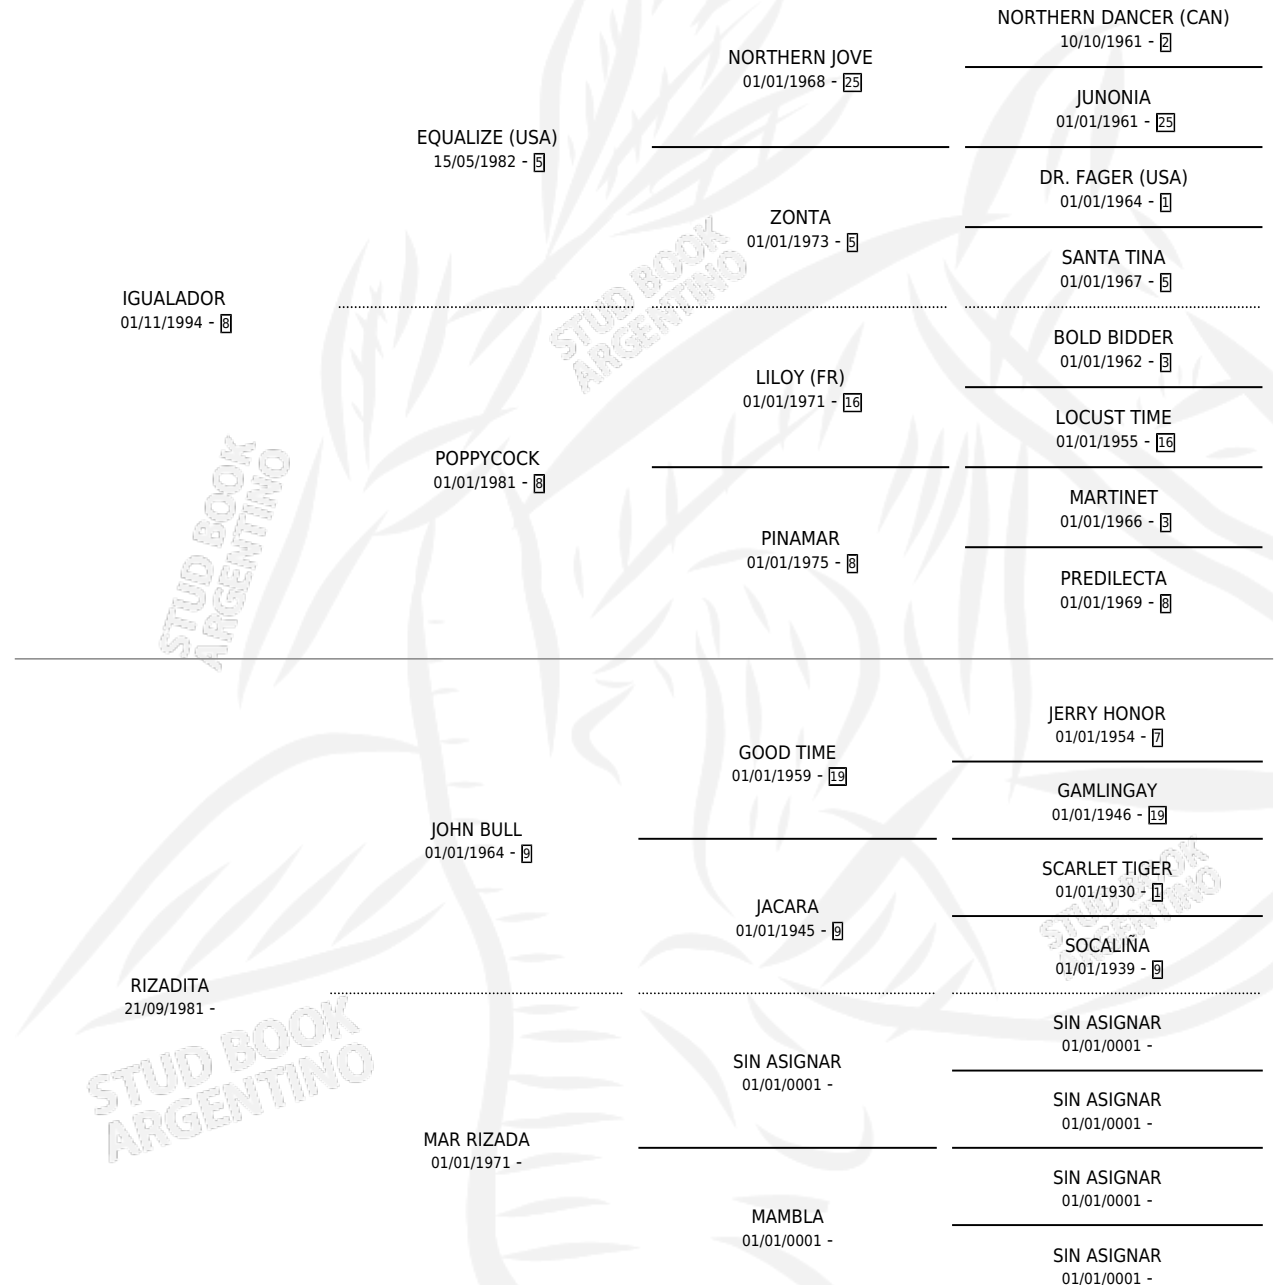 NORTHERN DANCER (CAN)
10/10/1961 - 2
NORTHERN JOVE
01/01/1968 - 25
JUNONIA
01/01/1961 - 25
EQUALIZE (USA)
15/05/1982 - 5
DR. FAGER (USA)
01/01/1964 - 1
ZONTA
01/01/1973 - 5
SANTA TINA
01/01/1967 - 5
IGUALADOR
01/11/1994 - 8
STUD BOOK
ARGENTINO
BOLD BIDDER
01/01/1962 - 3
LILOY (FR)
01/01/1971 - 16
LOCUST TIME
01/01/1955 - 16
POPPYCOCK
01/01/1981 - 8
MARTINET
01/01/1966 - 3
PINAMAR
01/01/1975 - 8
PREDILECTA
01/01/1969 - 8
STUD BOOK
ARGENTINO
JERRY HONOR
01/01/1954 - 7
GOOD TIME
01/01/1959 - 19
GAMLINGAY
01/01/1946 - 19
JOHN BULL
01/01/1964 - 9
SCARLET TIGER
01/01/1930 - 1
JACARA
01/01/1945 - 9
SOCALIÑA
01/01/1939 - 9
STUD BOOK
ARGENTINO
RIZADITA
21/09/1981 -
SIN ASIGNAR
01/01/0001 -
SIN ASIGNAR
01/01/0001 -
SIN ASIGNAR
01/01/0001 -
STUD BOOK
ARGENTINO
MAR RIZADA
01/01/1971 -
SIN ASIGNAR
01/01/0001 -
MAMBLA
01/01/0001 -
SIN ASIGNAR
01/01/0001 -